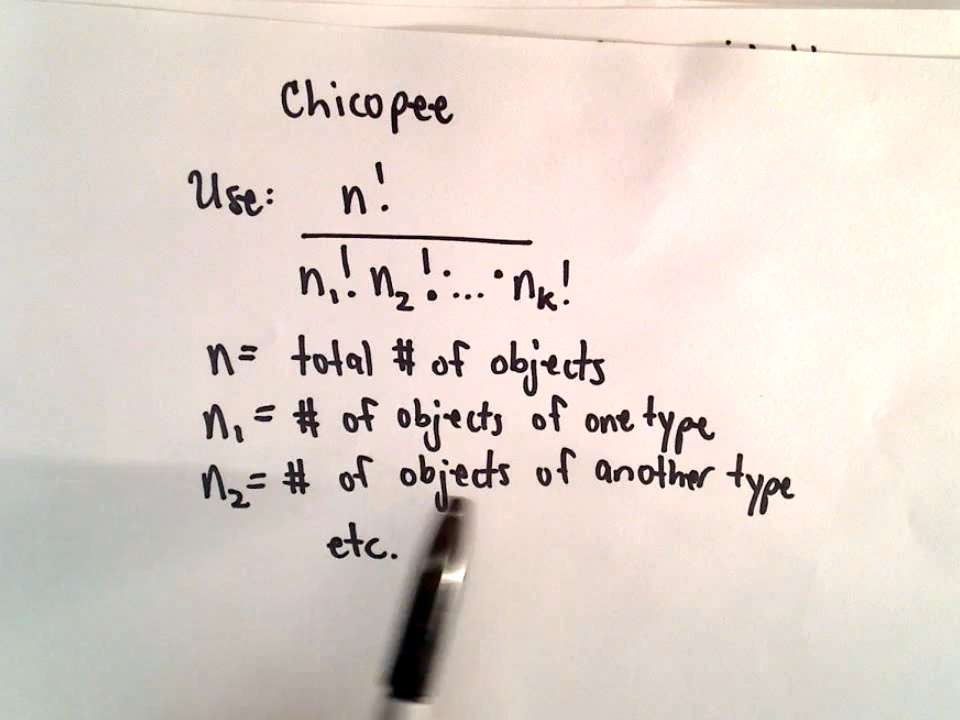 Chicopee
Use: n!
n₁! n₂! · ... · nₖ!
n = total # of objects
n₁ = # of objects of one type
n₂ = # of objects of another type
etc.